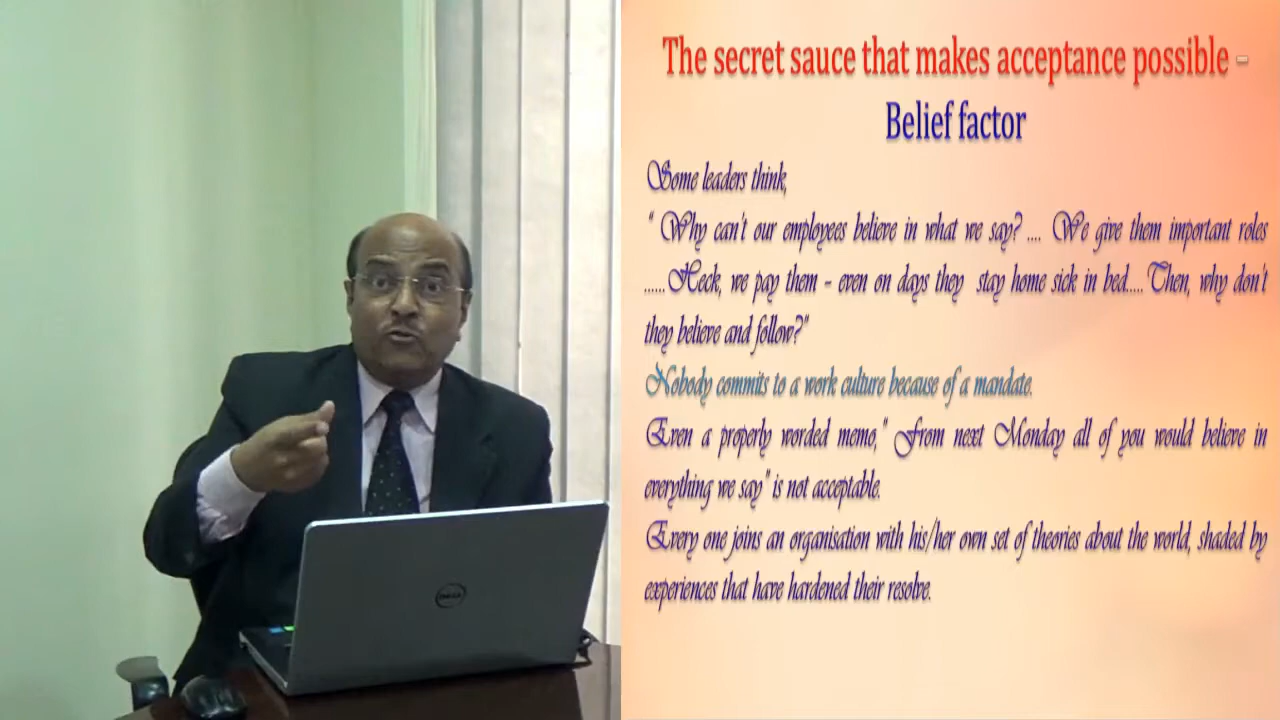 The secret sauce that makes acceptance possible –
Belief factor
Some leaders think,
“ Why can't our employees believe in what we say? .... We give them important roles
......Heck, we pay them – even on days they stay home sick in bed.....Then, why don't
they believe and follow?”
Nobody commits to a work culture because of a mandate.
Even a properly worded memo,“ From next Monday all of you would believe in
everything we say” is not acceptable.
Every one joins an organisation with his/her own set of theories about the world, shaded by
experiences that have hardened their resolve.
DELL